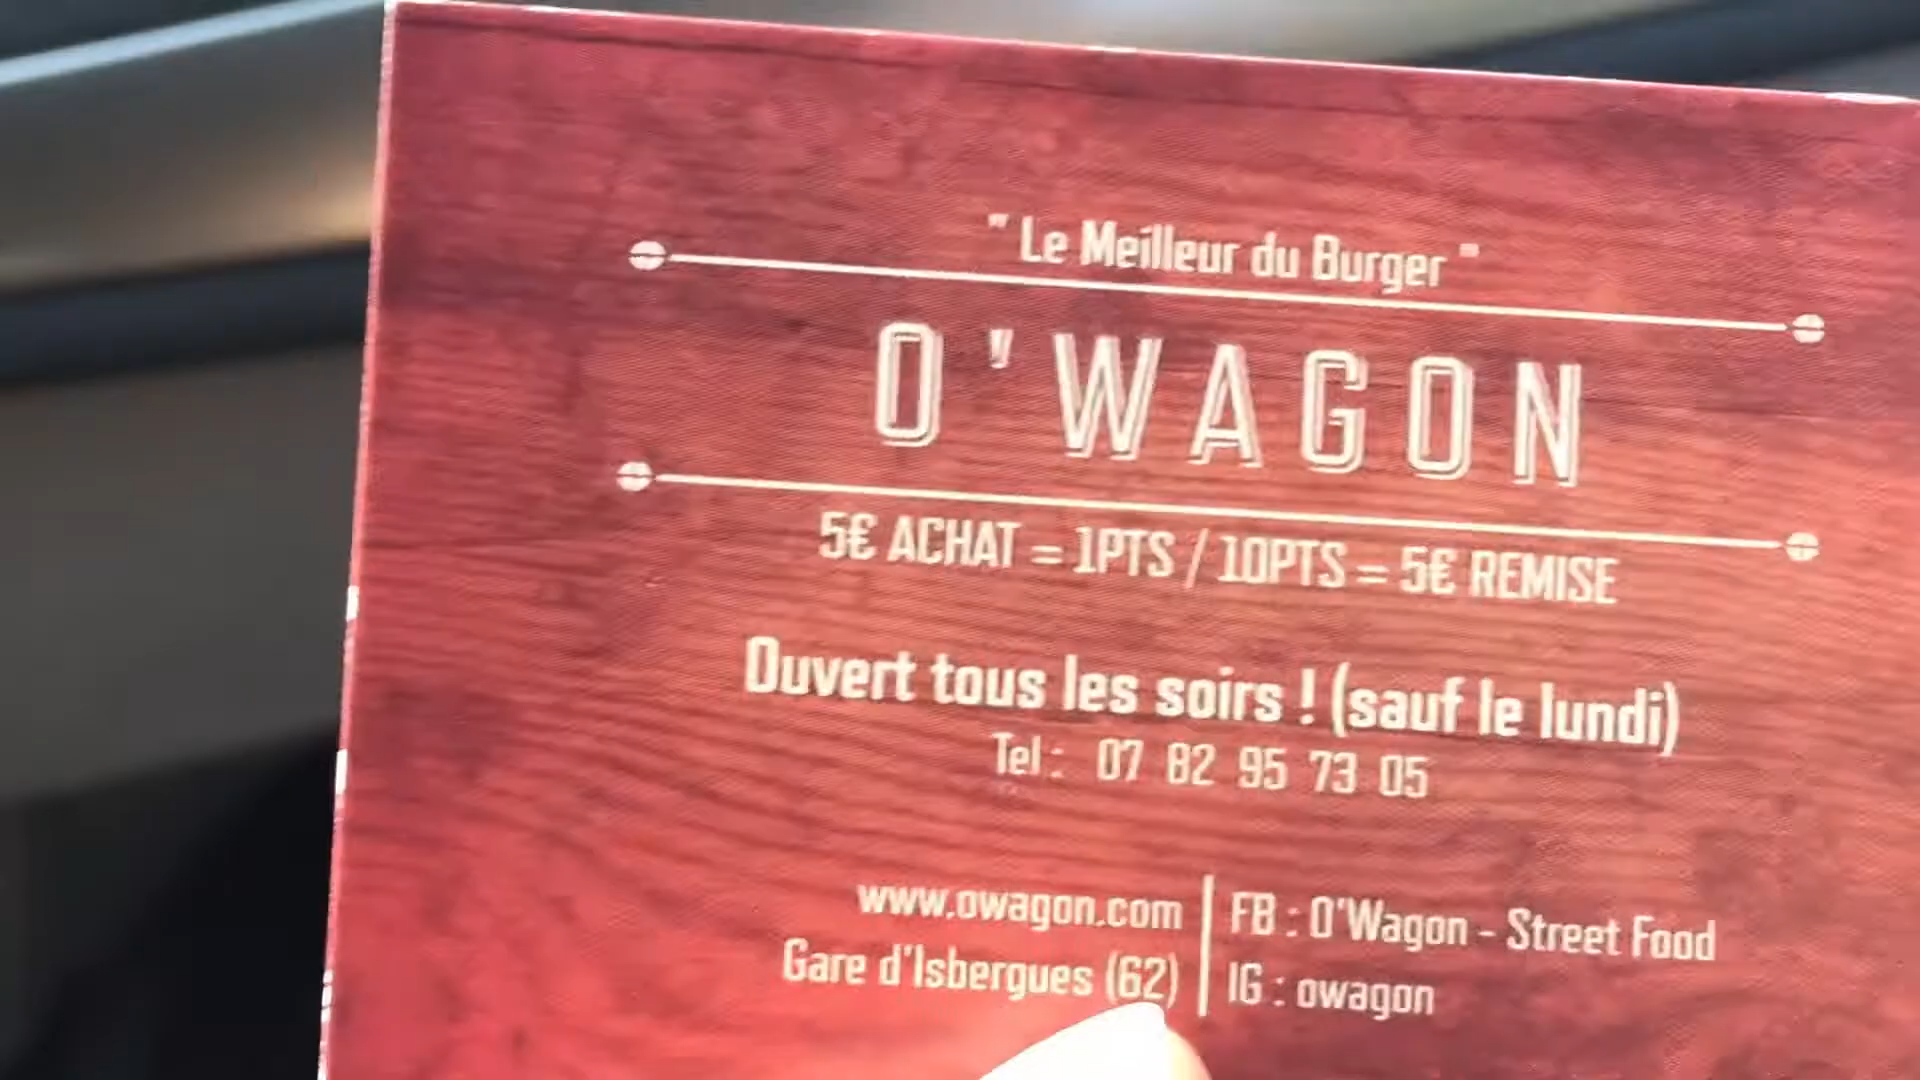 " Le Meilleur du Burger "
O'WAGON
5€ ACHAT = 1PTS / 10PTS = 5€ REMISE
Ouvert tous les soirs ! (sauf le lundi)
Tel : 07 82 95 73 05
www.owagon.com
Gare d'Isbergues (62)
FB : O'Wagon - Street Food
IG : owagon